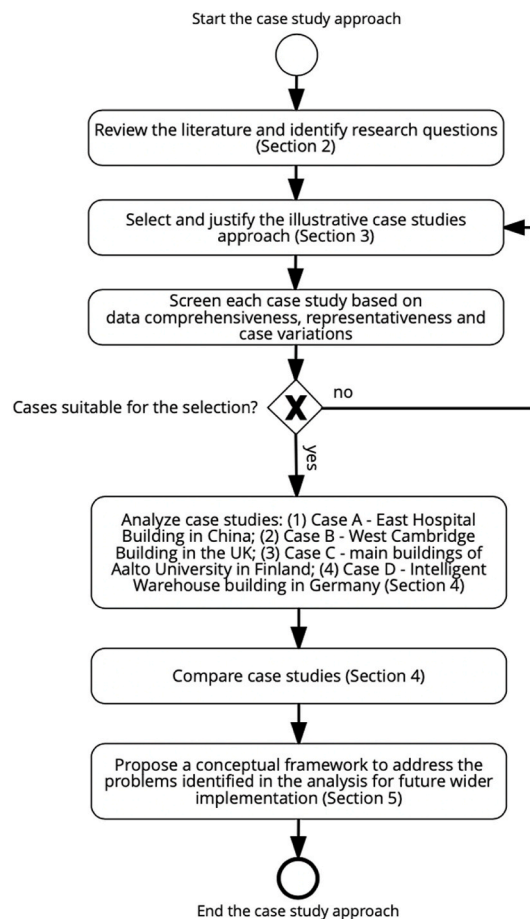 Start the case study approach
Review the literature and identify research questions
(Section 2)
Select and justify the illustrative case studies
approach (Section 3)
Screen each case study based on
data comprehensiveness, representativeness and
case variations
Cases suitable for the selection?
X
no
yes
Analyze case studies: (1) Case A - East Hospital
Building in China; (2) Case B - West Cambridge
Building in the UK; (3) Case C - main buildings of
Aalto University in Finland; (4) Case D - Intelligent
Warehouse building in Germany (Section 4)
Compare case studies (Section 4)
Propose a conceptual framework to address the
problems identified in the analysis for future wider
implementation (Section 5)
End the case study approach